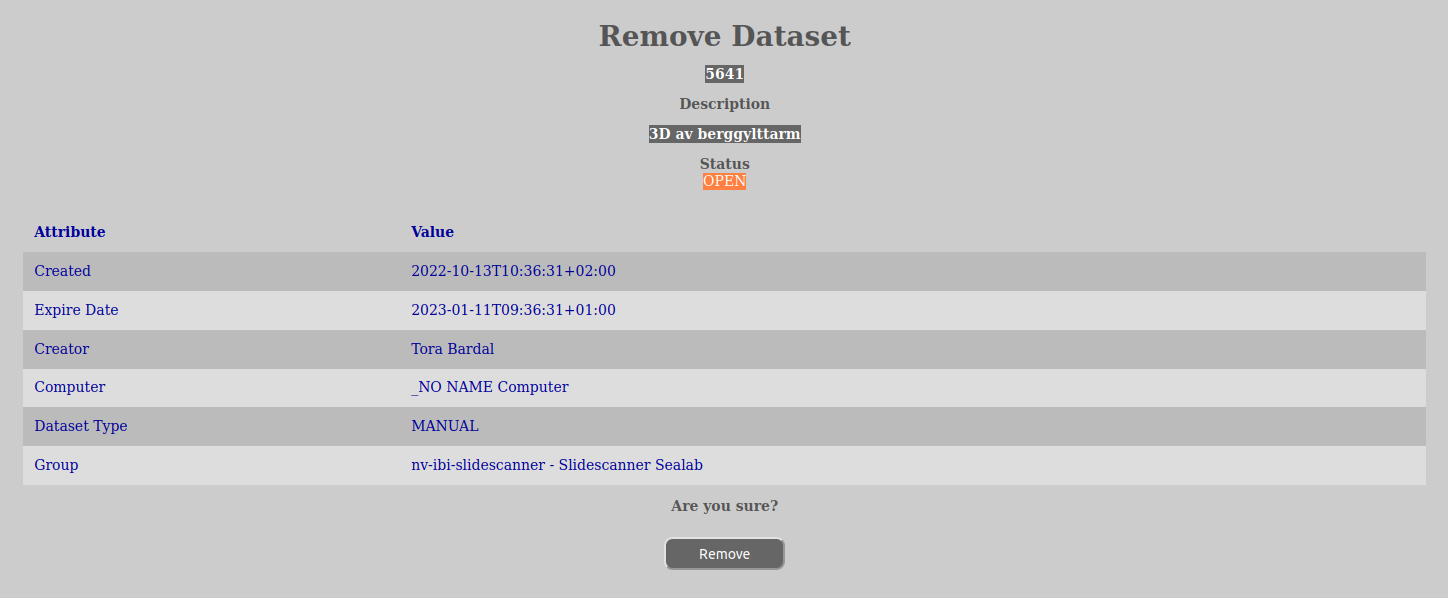 Remove Dataset
5641
Description
3D av berggylttarm
Status
OPEN
Attribute Value
Created 2022-10-13T10:36:31+02:00
Expire Date 2023-01-11T09:36:31+01:00
Creator Tora Bardal
Computer _NO NAME Computer
Dataset Type MANUAL
Group nv-ibi-slidescanner - Slidescanner Sealab
Are you sure?
Remove